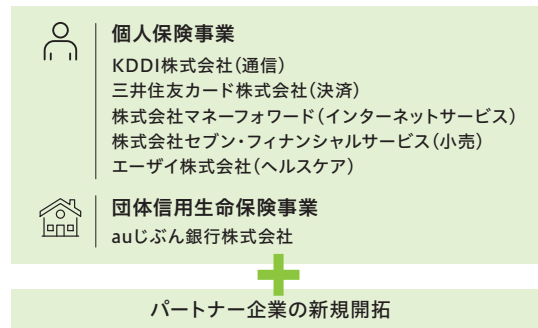 個人保険事業
KDDI株式会社(通信)
三井住友カード株式会社(決済)
株式会社マネーフォワード(インターネットサービス)
株式会社セブン・フィナンシャルサービス(小売)
エーザイ株式会社(ヘルスケア)
団体信用生命保険事業
auじぶん銀行株式会社
パートナー企業の新規開拓